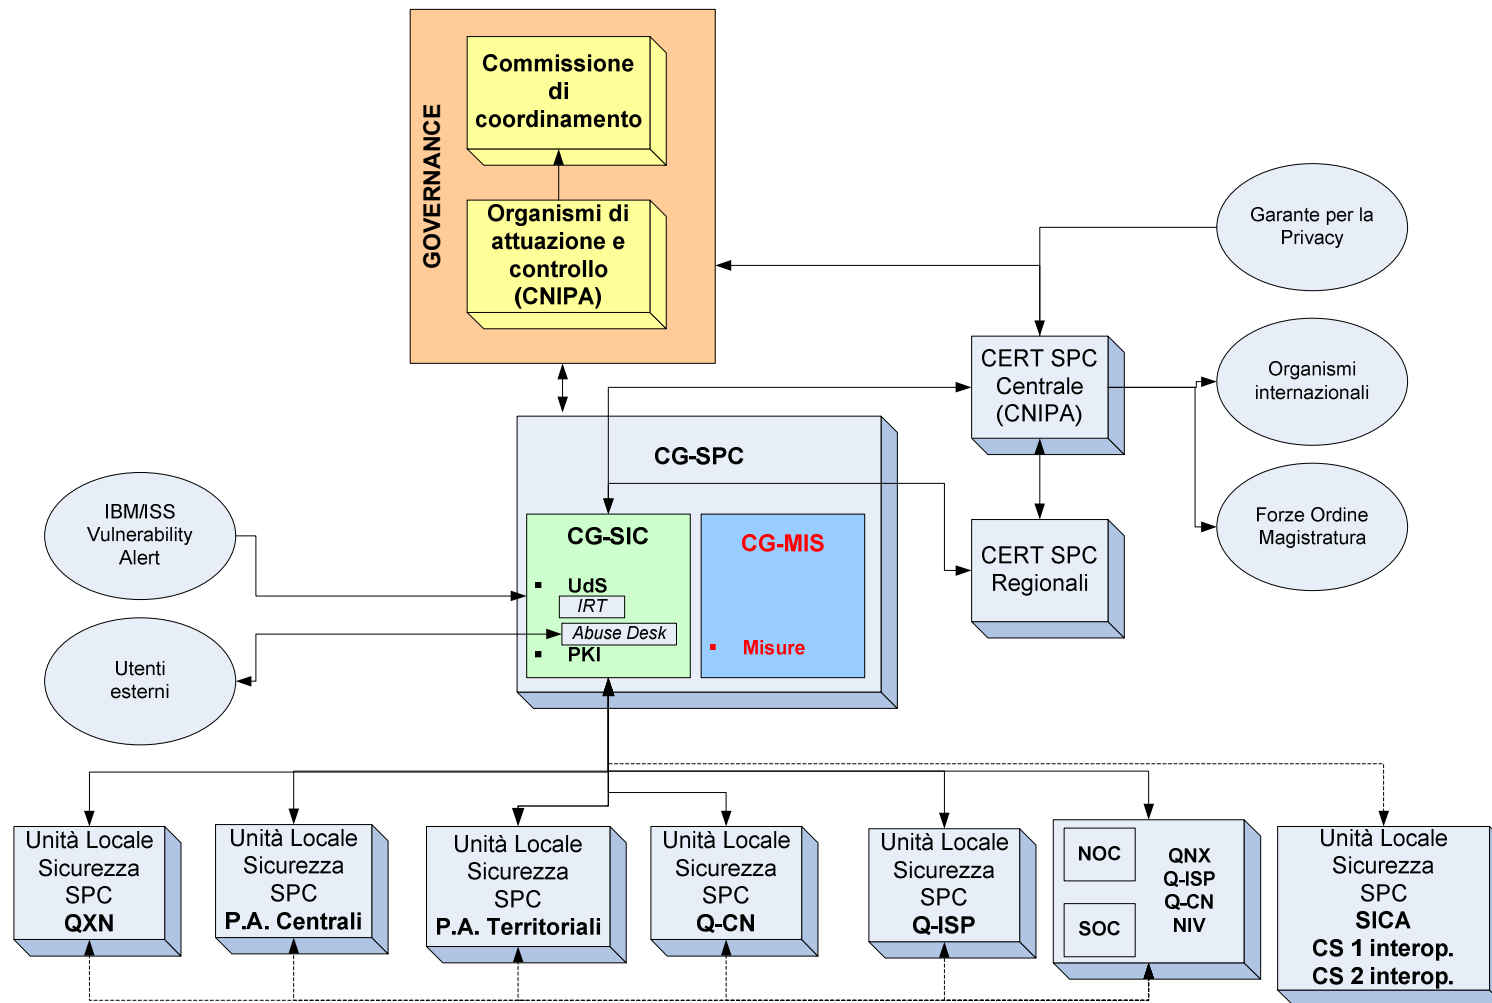 GOVERNANCE
Commissione
di
coordinamento
Organismi di
attuazione e
controllo
(CNIPA)
Garante per la
Privacy
CERT SPC
Centrale
(CNIPA)
Organismi
internazionali
CG-SPC
IBM/ISS
Vulnerability
Alert
CG-SIC
▪ UdS
IRT
Abuse Desk
▪ PKI
CG-MIS
▪ Misure
CERT SPC
Regionali
Forze Ordine
Magistratura
Utenti
esterni
Unità Locale
Sicurezza
SPC
QXN
Unità Locale
Sicurezza
SPC
P.A. Centrali
Unità Locale
Sicurezza
SPC
P.A. Territoriali
Unità Locale
Sicurezza
SPC
Q-CN
Unità Locale
Sicurezza
SPC
Q-ISP
NOC
SOC
QNX
Q-ISP
Q-CN
NIV
Unità Locale
Sicurezza
SPC
SICA
CS 1 interop.
CS 2 interop.